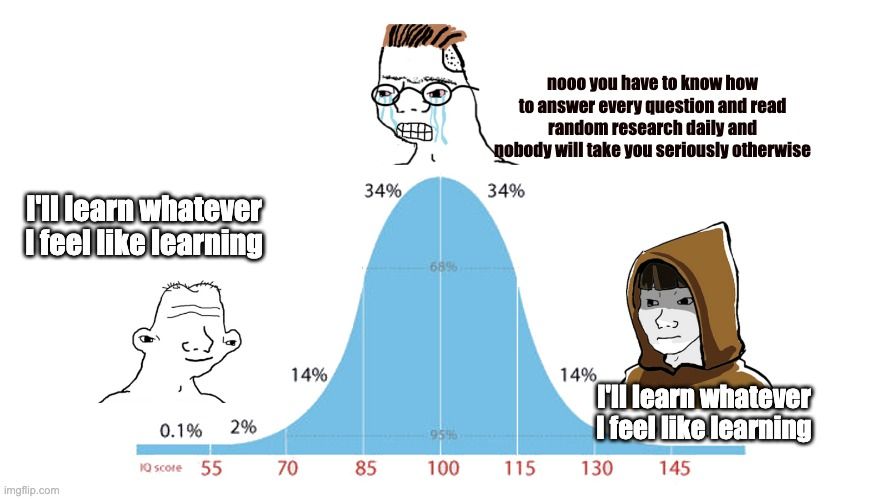 nooo you have to know how
to answer every question and read
random research daily and
nobody will take you seriously otherwise
34%
34%
I'll learn whatever
I feel like learning
68%
14%
14%
I'll learn whatever
I feel like learning
0.1%
2%
95%
IQ score 55 70 85 100 115 130 145
imgflip.com